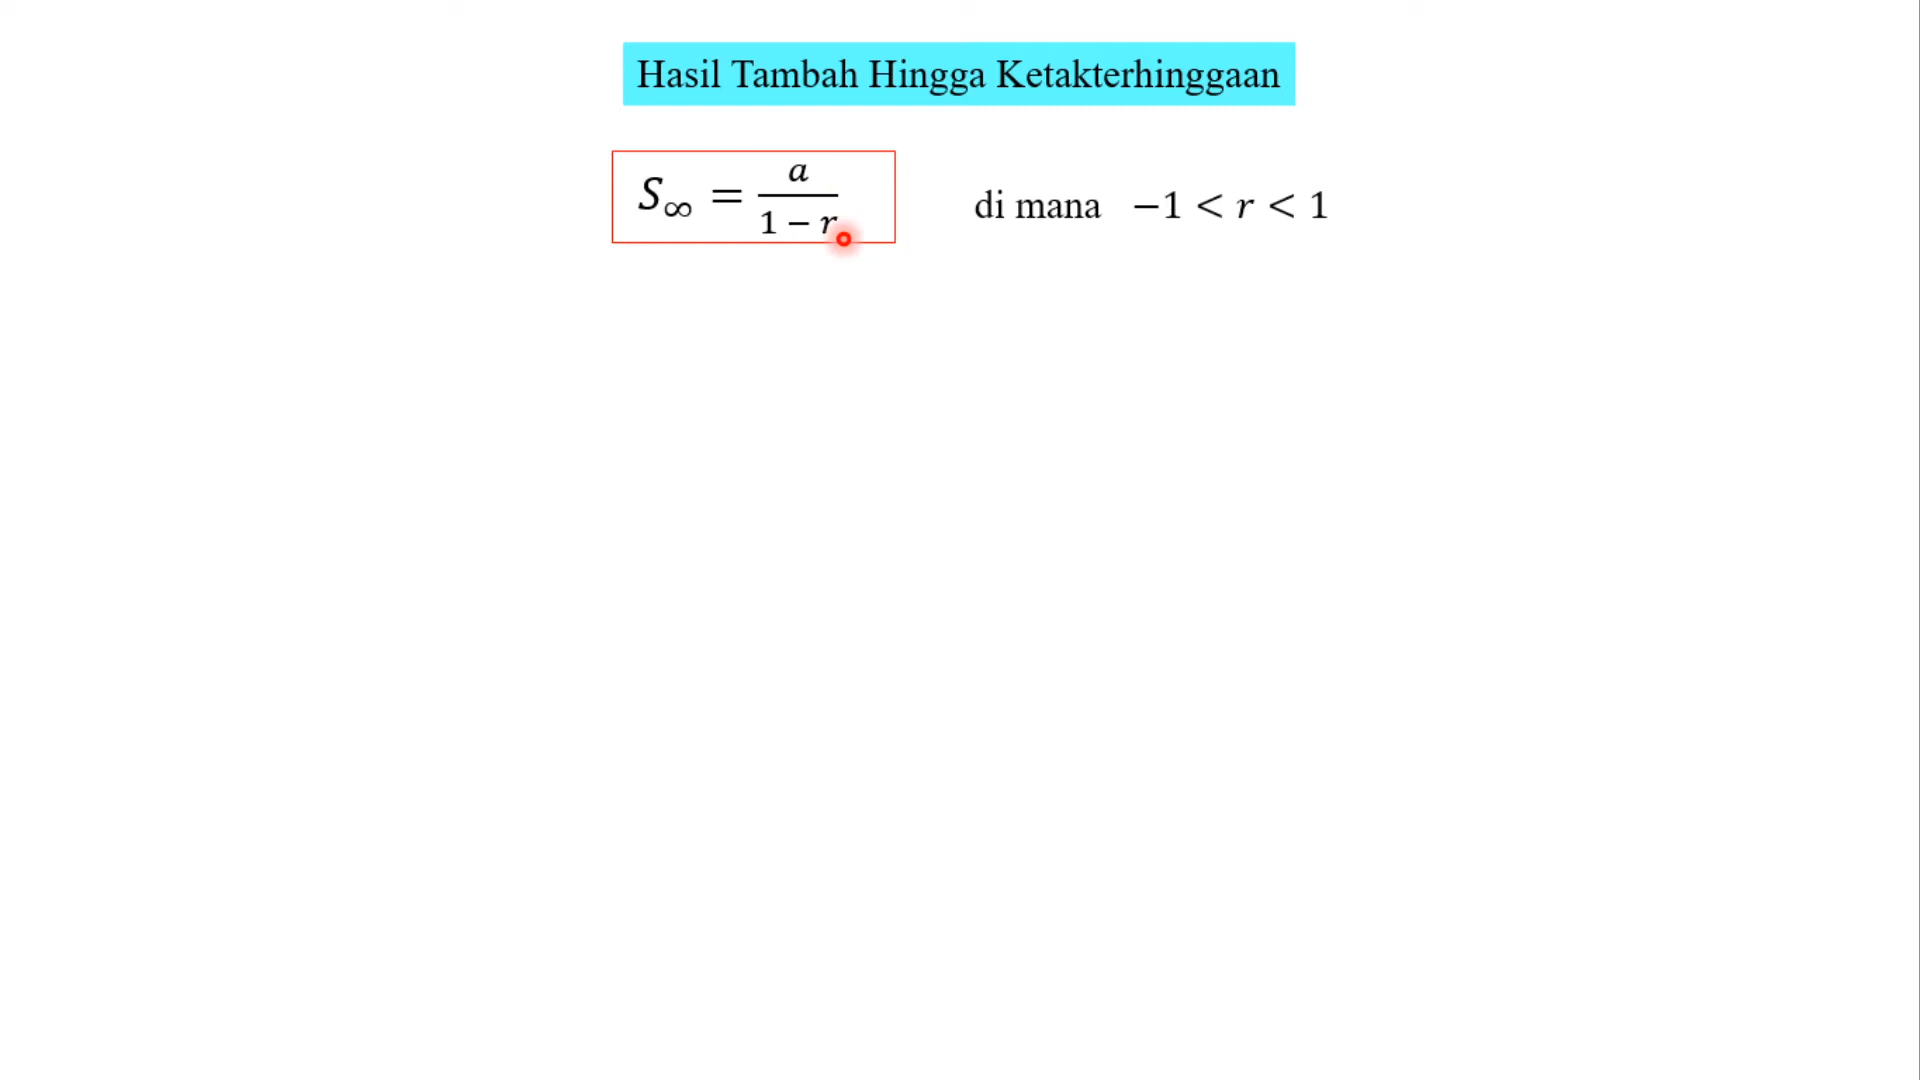 Hasil Tambah Hingga Ketakterhinggaan
S∞ = a / (1 − r)
di mana −1 < r < 1